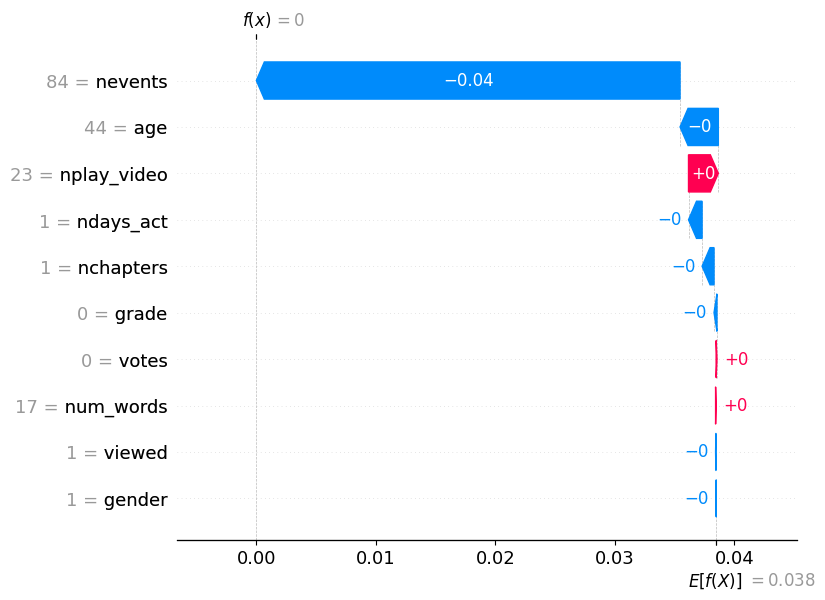 f(x) = 0
84 = nevents
−0.04
44 = age
−0
23 = nplay_video
+0
1 = ndays_act
−0
1 = nchapters
−0
0 = grade
−0
0 = votes
+0
17 = num_words
+0
1 = viewed
−0
1 = gender
−0
0.00 0.01 0.02 0.03 0.04
E[f(X)] = 0.038